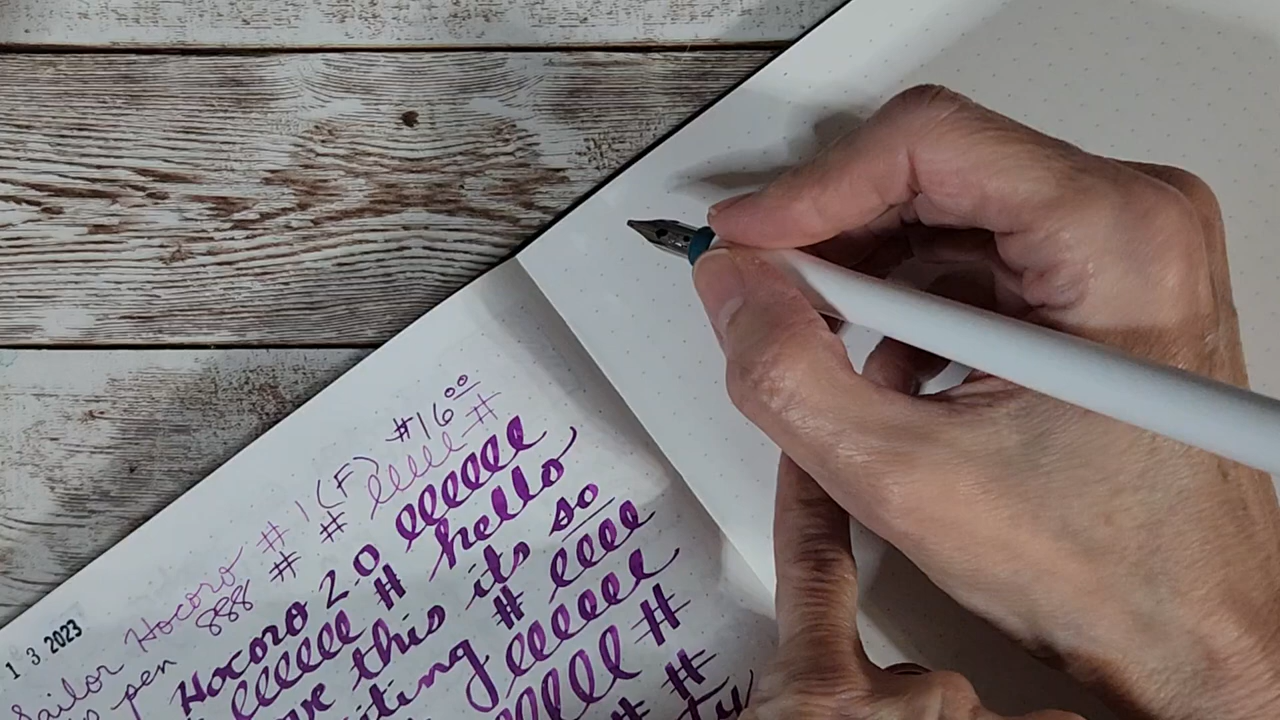 1 3 2023
Sailor Hocoro #1 (F) #16⁰⁰
pen 888 # # lllll #
Hocoro 2.0 llllll
llllll # hello
this its so
# llll
llllll
llll #
#
#